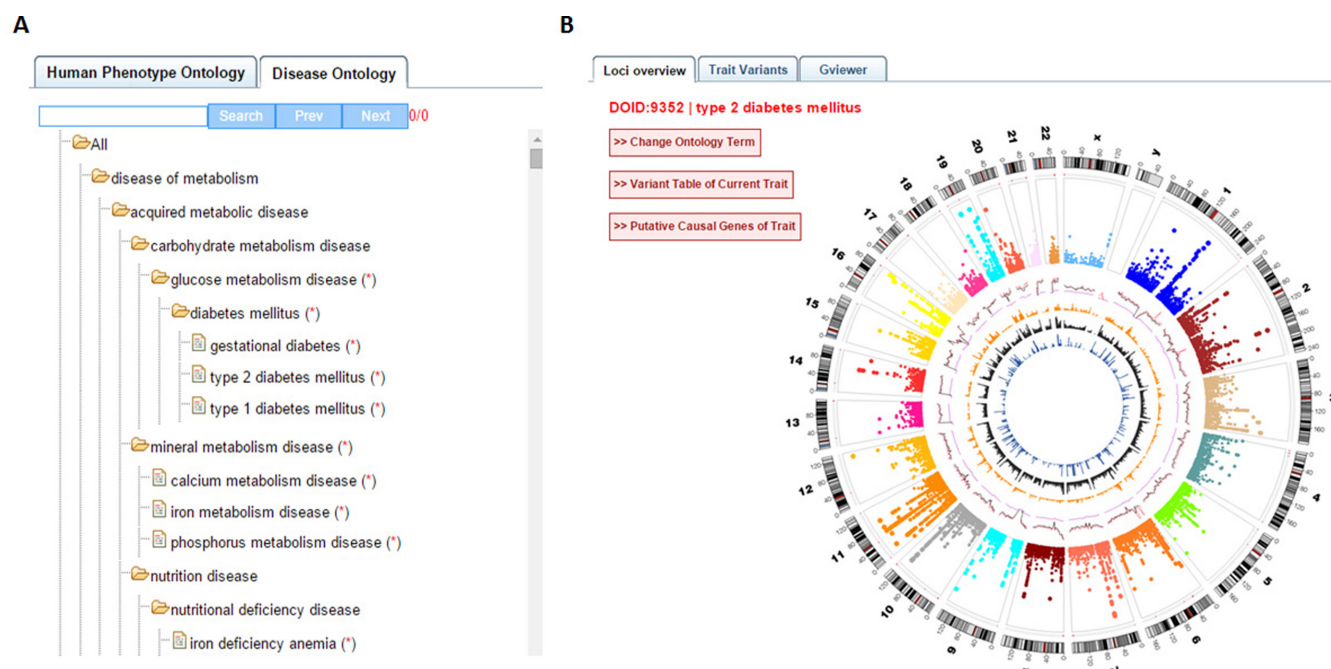 A
B
Human Phenotype Ontology
Disease Ontology
Search
Prev
Next
0/0
All
disease of metabolism
acquired metabolic disease
carbohydrate metabolism disease
glucose metabolism disease (*)
diabetes mellitus (*)
gestational diabetes (*)
type 2 diabetes mellitus (*)
type 1 diabetes mellitus (*)
mineral metabolism disease (*)
calcium metabolism disease (*)
iron metabolism disease (*)
phosphorus metabolism disease (*)
nutrition disease
nutritional deficiency disease
iron deficiency anemia (*)
Loci overview
Trait Variants
Gviewer
DOID:9352 | type 2 diabetes mellitus
>> Change Ontology Term
>> Variant Table of Current Trait
>> Putative Causal Genes of Trait
x
y
1
2
4
5
6
9
10
11
12
13
14
15
16
17
18
19
20
21
22